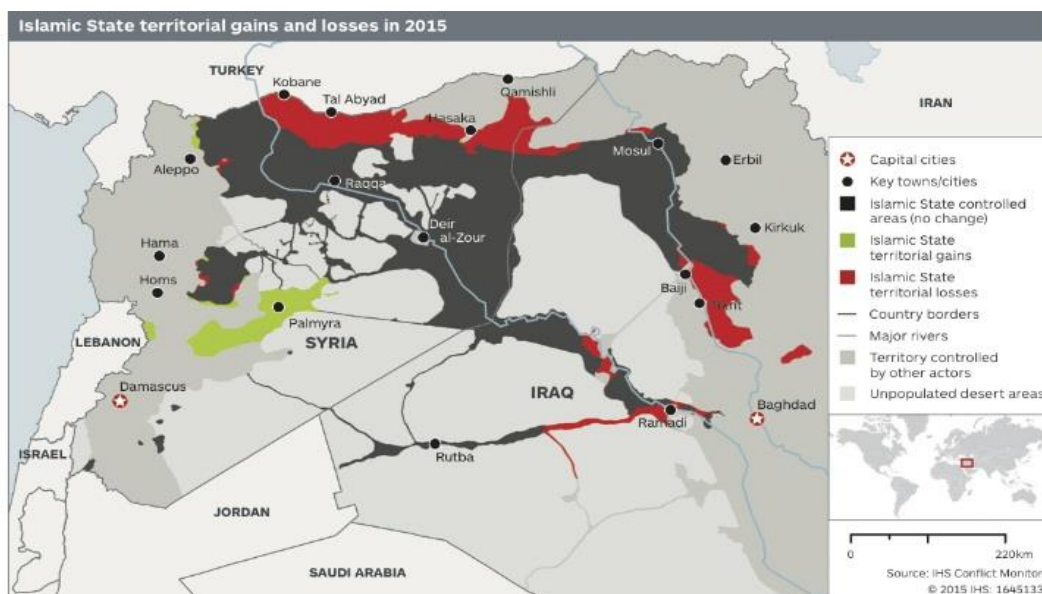 Islamic State territorial gains and losses in 2015
TURKEY
Kobane
Tal Abyad
Qamishli
Hasaka
IRAN
Mosul
Erbil
Aleppo
Raqqa
Deir
al-Zour
Kirkuk
Hama
Homs
Baiji
Tikrit
Palmyra
LEBANON
SYRIA
Damascus
IRAQ
Baghdad
Ramadi
Rutba
ISRAEL
JORDAN
SAUDI ARABIA
Capital cities
Key towns/cities
Islamic State
controlled
areas (no change)
Islamic State
territorial gains
Islamic State
territorial losses
Country borders
Major rivers
Territory controlled
by other actors
Unpopulated desert areas
0
220km
Source: IHS Conflict Monitor
© 2015 IHS: 1645133